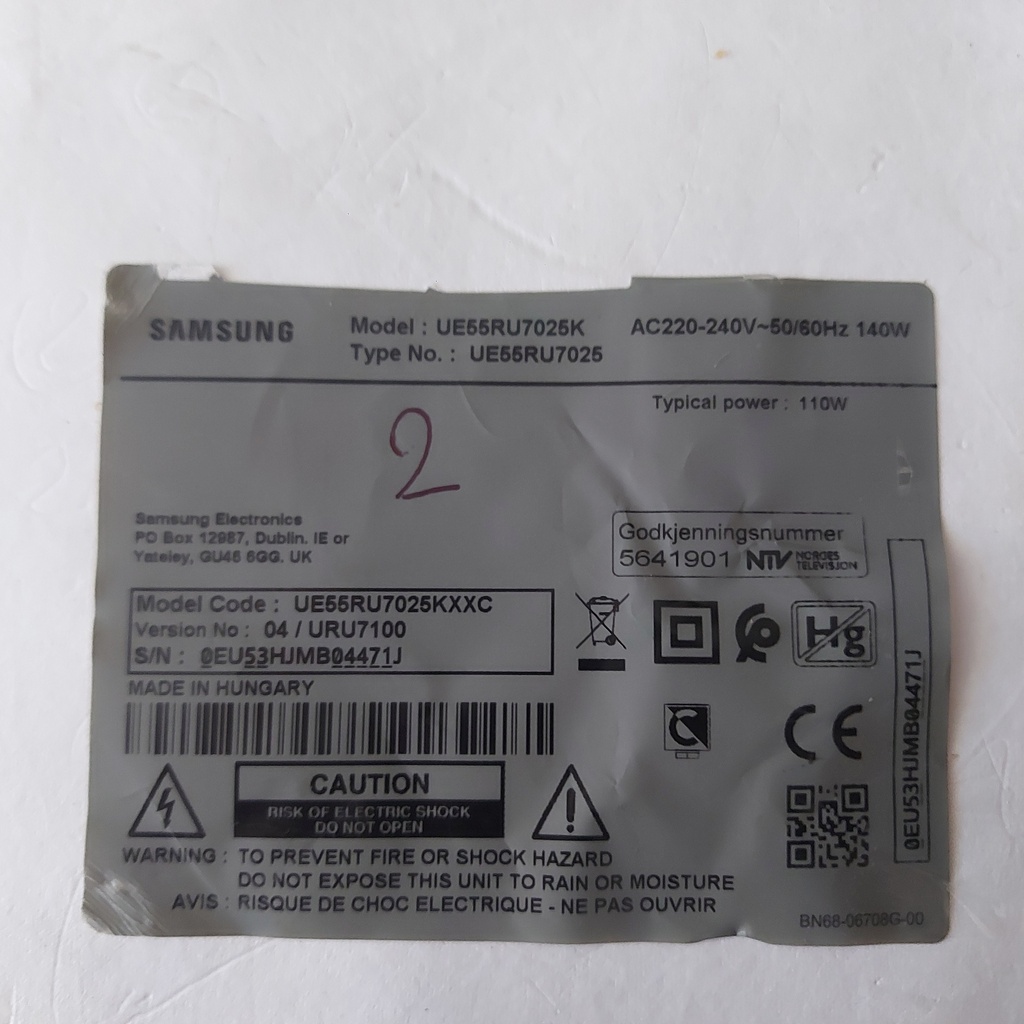 SAMSUNG
Model : UE55RU7025K
Type No. : UE55RU7025
AC220-240V~50/60Hz 140W
Typical power : 110W
2
Samsung Electronics
PO Box 12987, Dublin. IE or
Yateley, GU46 6GG. UK
Godkjenningsnummer
5641901 NTV NORGES TELEVISJON
Model Code : UE55RU7025KXXC
Version No : 04 / URU7100
S/N : 0EU53HJMB04471J
MADE IN HUNGARY
Hg
CE
0EU53HJMB04471J
CAUTION
RISK OF ELECTRIC SHOCK
DO NOT OPEN
WARNING : TO PREVENT FIRE OR SHOCK HAZARD
DO NOT EXPOSE THIS UNIT TO RAIN OR MOISTURE
AVIS : RISQUE DE CHOC ELECTRIQUE - NE PAS OUVRIR
BN68-06708G-00